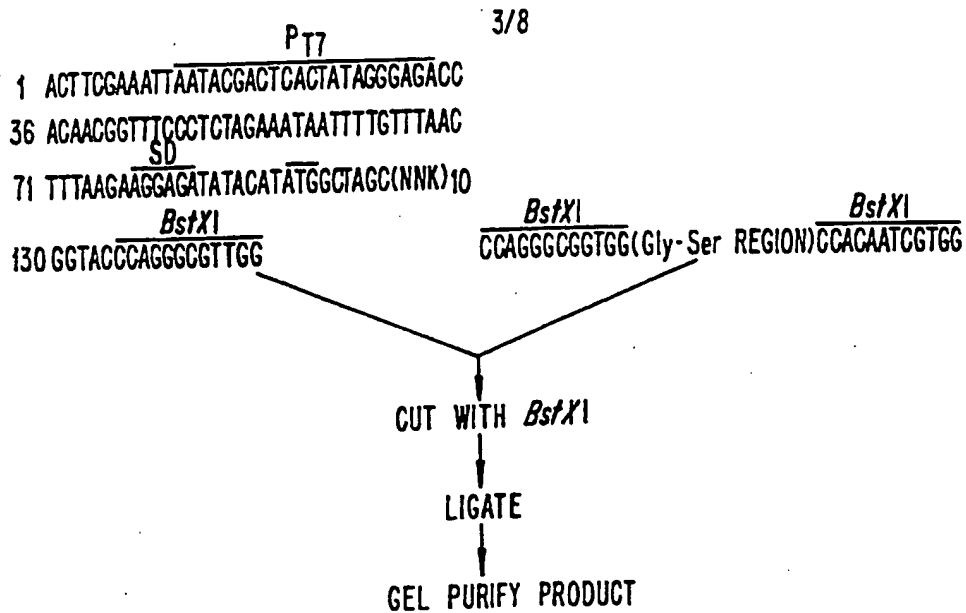 3/8
PT7
1 ACTTCGAAATTAATACGACTCACTATAGGGAGACC
36 ACAACGGTTTCCCTCTAGAAATAATTTTGTTTAAC
SD
71 TTTAAGAAGGAGATATACATATGGCTAGC(NNK)10
BstXI BstXI BstXI
130 GGTACCCAGGGCGTTGG CCAGGGCGGTGG(Gly-Ser REGION)CCACAATCGTGG
CUT WITH BstXI
LIGATE
GEL PURIFY PRODUCT